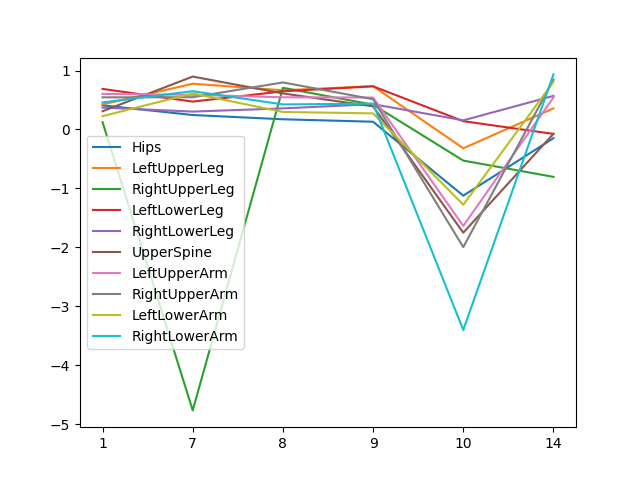 1
0
−1
−2
−3
−4
−5
Hips
LeftUpperLeg
RightUpperLeg
LeftLowerLeg
RightLowerLeg
UpperSpine
LeftUpperArm
RightUpperArm
LeftLowerArm
RightLowerArm
1 7 8 9 10 14